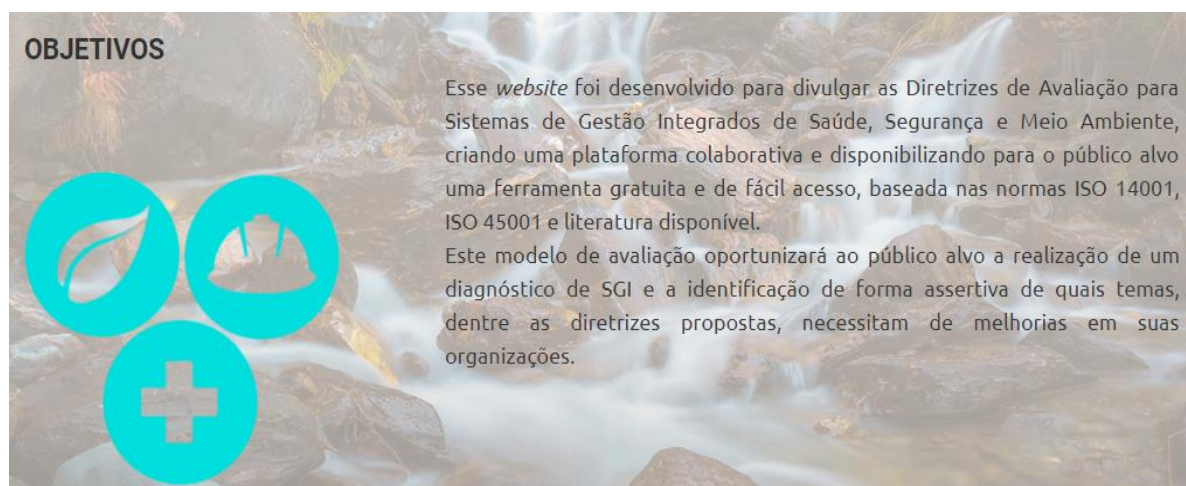 OBJETIVOS
Esse website foi desenvolvido para divulgar as Diretrizes de Avaliação para
Sistemas de Gestão Integrados de Saúde, Segurança e Meio Ambiente,
criando uma plataforma colaborativa e disponibilizando para o público alvo
uma ferramenta gratuita e de fácil acesso, baseada nas normas ISO 14001,
ISO 45001 e literatura disponível.
Este modelo de avaliação oportunizará ao público alvo a realização de um
diagnóstico de SGI e a identificação de forma assertiva de quais temas,
dentre as diretrizes propostas, necessitam de melhorias em suas
organizações.